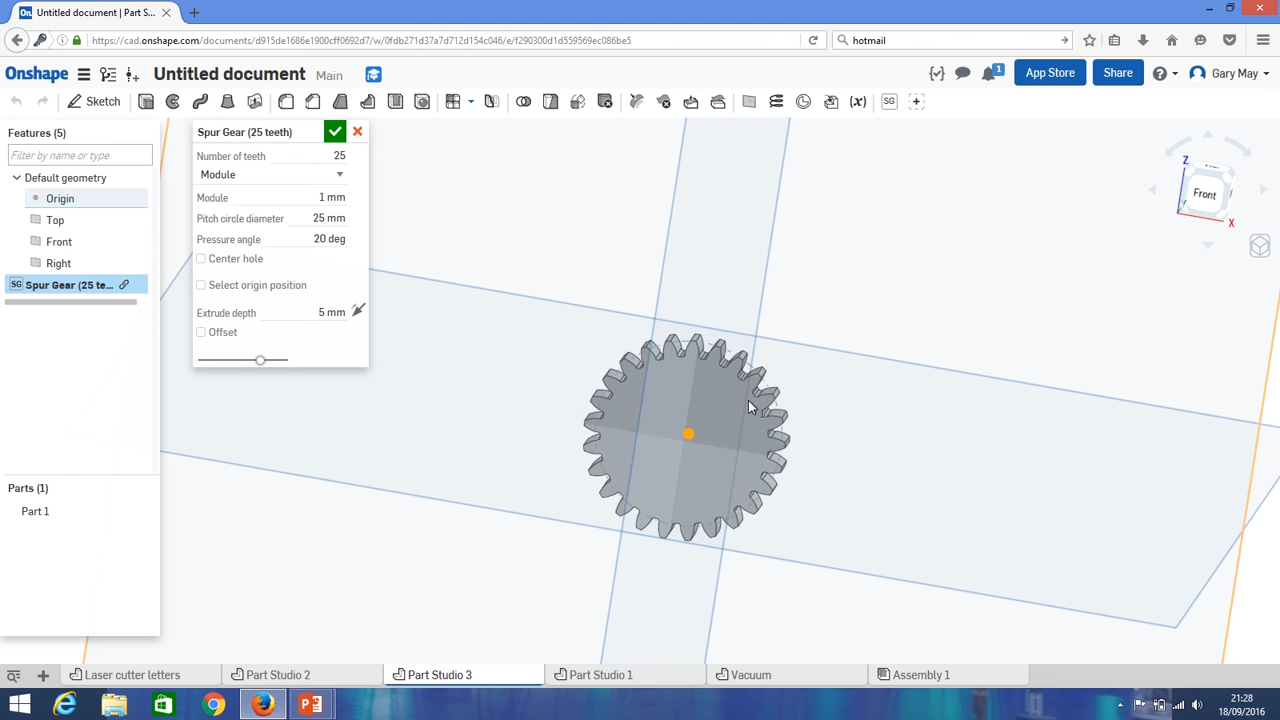 Untitled document | Part S...
https://cad.onshape.com/documents/d915de1686e1900cff0692d7/w/0fdb271d37a7d712d154c046/e/f290300d1d559569ec086be5
hotmail
Onshape
Untitled document
Main
1
App Store
Share
Gary May
Sketch
(x)
SG
Features (5)
Filter by name or type
Default geometry
Origin
Top
Front
Right
SG Spur Gear (25 te...
Parts (1)
Part 1
Spur Gear (25 teeth)
Number of teeth 25
Module
Module 1 mm
Pitch circle diameter 25 mm
Pressure angle 20 deg
Center hole
Select origin position
Extrude depth 5 mm
Offset
Z
Front
X
Laser cutter letters
Part Studio 2
Part Studio 3
Part Studio 1
Vacuum
Assembly 1
21:28
18/09/2016